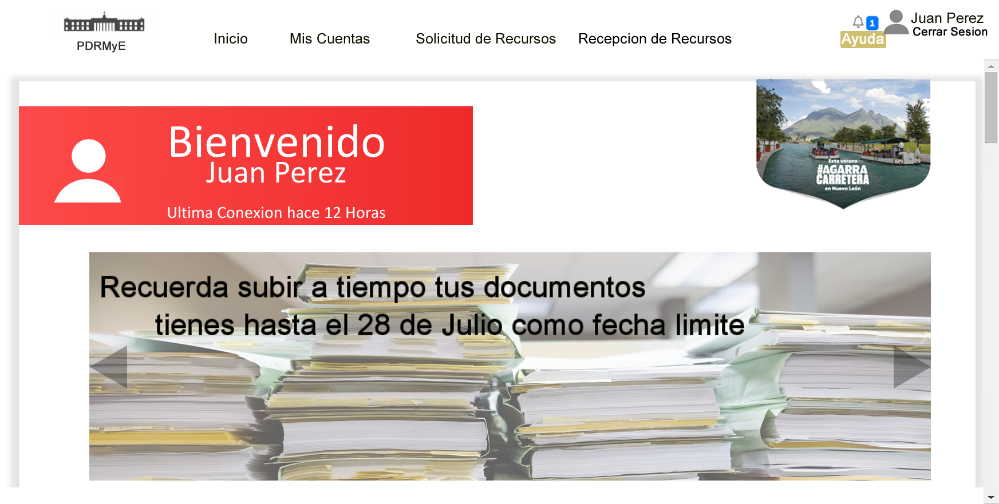 PDRMyE
Inicio
Mis Cuentas
Solicitud de Recursos
Recepcion de Recursos
1
Ayuda
Juan Perez
Cerrar Sesion
Bienvenido
Juan Perez
Ultima Conexion hace 12 Horas
Este verano
#AGARRA
CARRETERA
en Nuevo León
Recuerda subir a tiempo tus documentos
tienes hasta el 28 de Julio como fecha limite